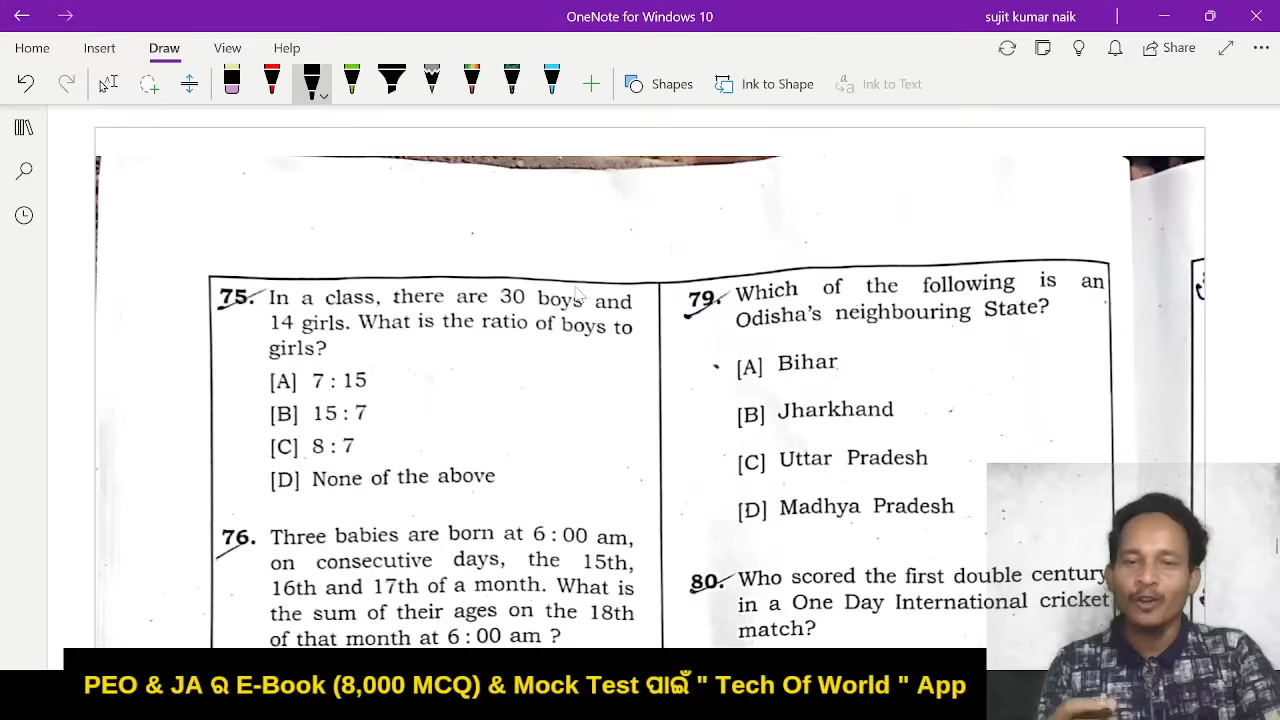 OneNote for Windows 10
sujit kumar naik
Home
Insert
Draw
View
Help
Share
Shapes
Ink to Shape
Ink to Text
75. In a class, there are 30 boys and
14 girls. What is the ratio of boys to
girls?
[A] 7 : 15
[B] 15 : 7
[C] 8 : 7
[D] None of the above
76. Three babies are born at 6 : 00 am,
on consecutive days, the 15th,
16th and 17th of a month. What is
the sum of their ages on the 18th
of that month at 6 : 00 am ?
79. Which of the following is an
Odisha's neighbouring State?
[A] Bihar
[B] Jharkhand
[C] Uttar Pradesh
[D] Madhya Pradesh
80. Who scored the first double century
in a One Day International cricket
match?
PEO & JA ର E-Book (8,000 MCQ) & Mock Test ପାଇଁ " Tech Of World " App